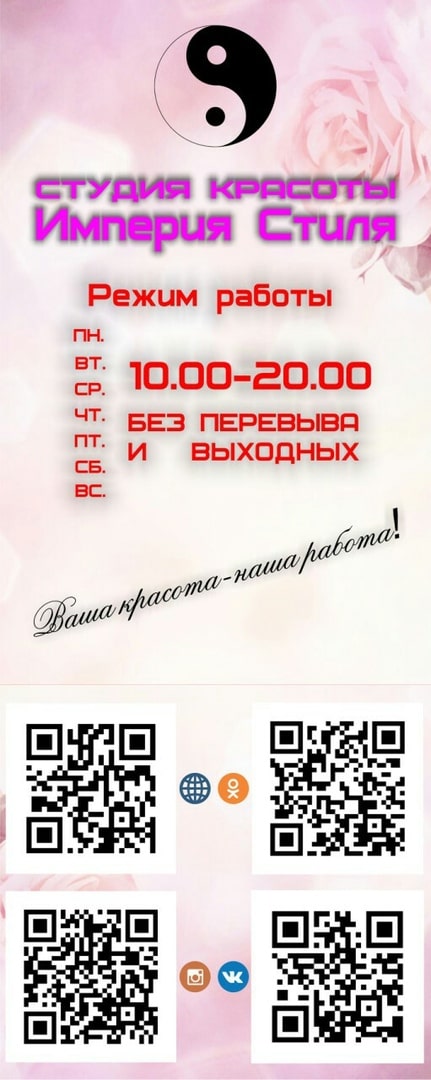 СТУДИЯ КРАСОТЫ
Империя Стиля
Режим работы
ПН.
ВТ.
СР.
ЧТ.
ПТ.
СБ.
ВС.
10.00-20.00
БЕЗ ПЕРЕВЫВА
И ВЫХОДНЫХ
Ваша красота-наша работа!